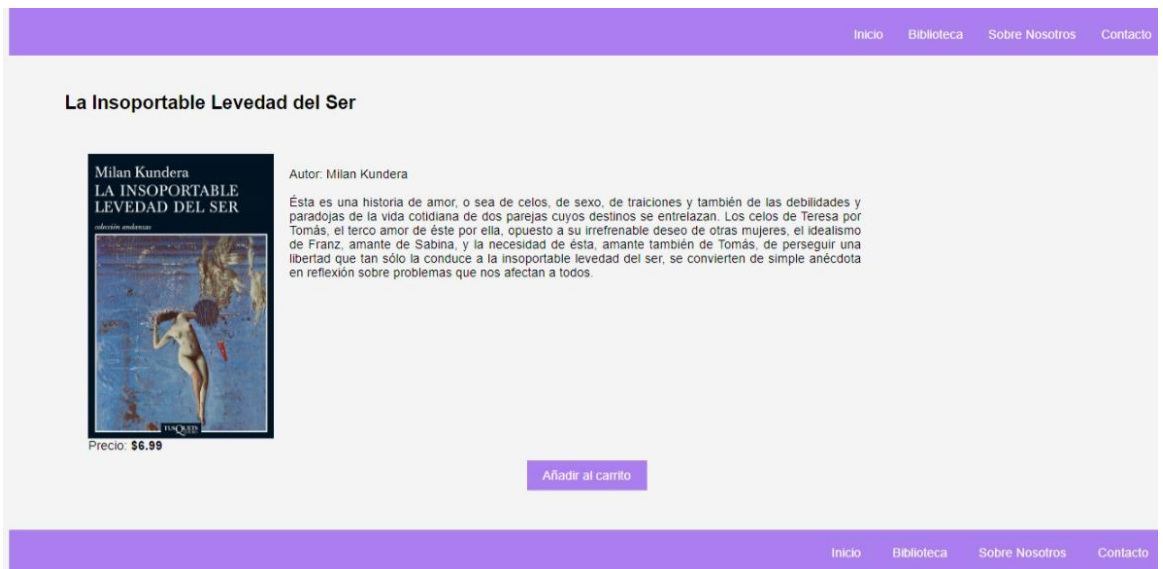 Inicio Biblioteca Sobre Nosotros Contacto
La Insoportable Levedad del Ser
Milan Kundera
LA INSOPORTABLE
LEVEDAD DEL SER
colección andanzas
TUSQUETS
Precio: $6.99
Autor: Milan Kundera
Ésta es una historia de amor, o sea de celos, de sexo, de traiciones y también de las debilidades y
paradojas de la vida cotidiana de dos parejas cuyos destinos se entrelazan. Los celos de Teresa por
Tomás, el terco amor de éste por ella, opuesto a su irrefrenable deseo de otras mujeres, el idealismo
de Franz, amante de Sabina, y la necesidad de ésta, amante también de Tomás, de perseguir una
libertad que tan sólo la conduce a la insoportable levedad del ser, se convierten de simple anécdota
en reflexión sobre problemas que nos afectan a todos.
Añadir al carrito
Inicio Biblioteca Sobre Nosotros Contacto